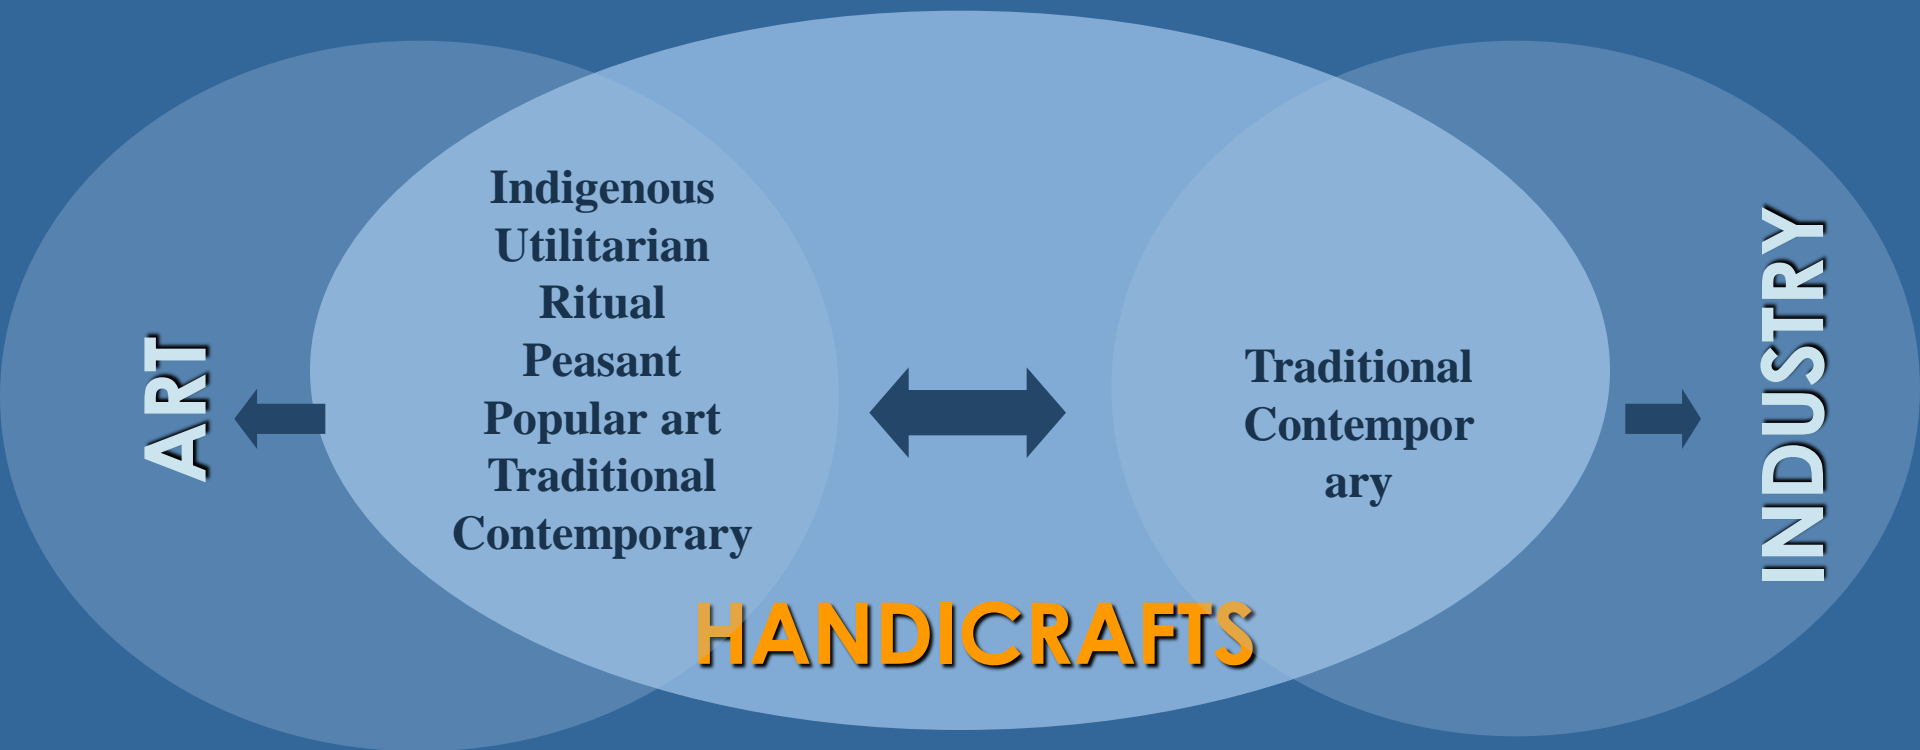 ART
Indigenous
Utilitarian
Ritual
Peasant
Popular art
Traditional
Contemporary
Traditional
Contempor
ary
INDUSTRY
HANDICRAFTS